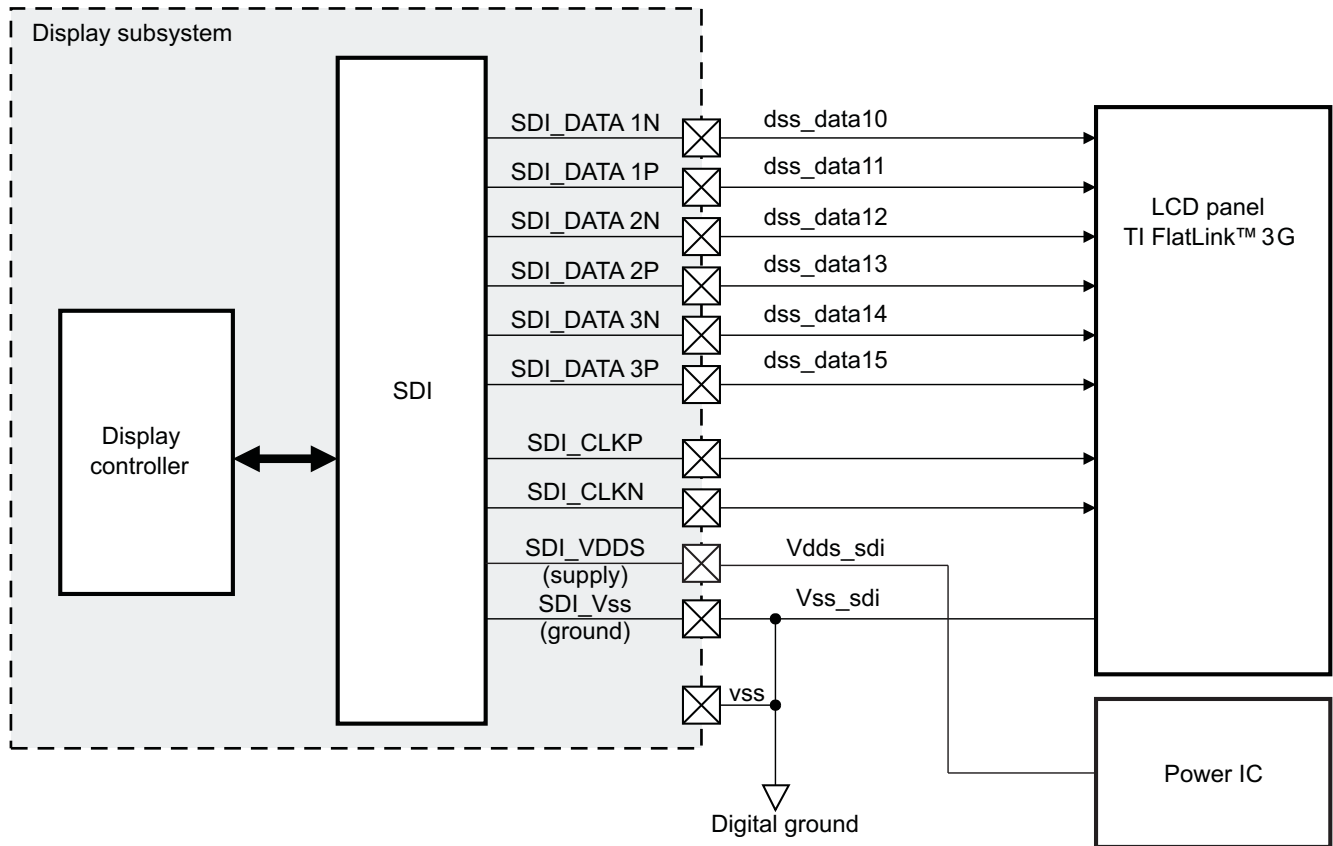 Display subsystem
SDI_DATA 1N
dss_data10
SDI_DATA 1P
dss_data11
SDI_DATA 2N
dss_data12
SDI_DATA 2P
dss_data13
SDI_DATA 3N
dss_data14
SDI_DATA 3P
dss_data15
LCD panel
TI FlatLink™ 3G
SDI
Display
controller
SDI_CLKP
SDI_CLKN
SDI_VDDS
(supply)
Vdds_sdi
SDI_Vss
(ground)
Vss_sdi
vss
Power IC
Digital ground